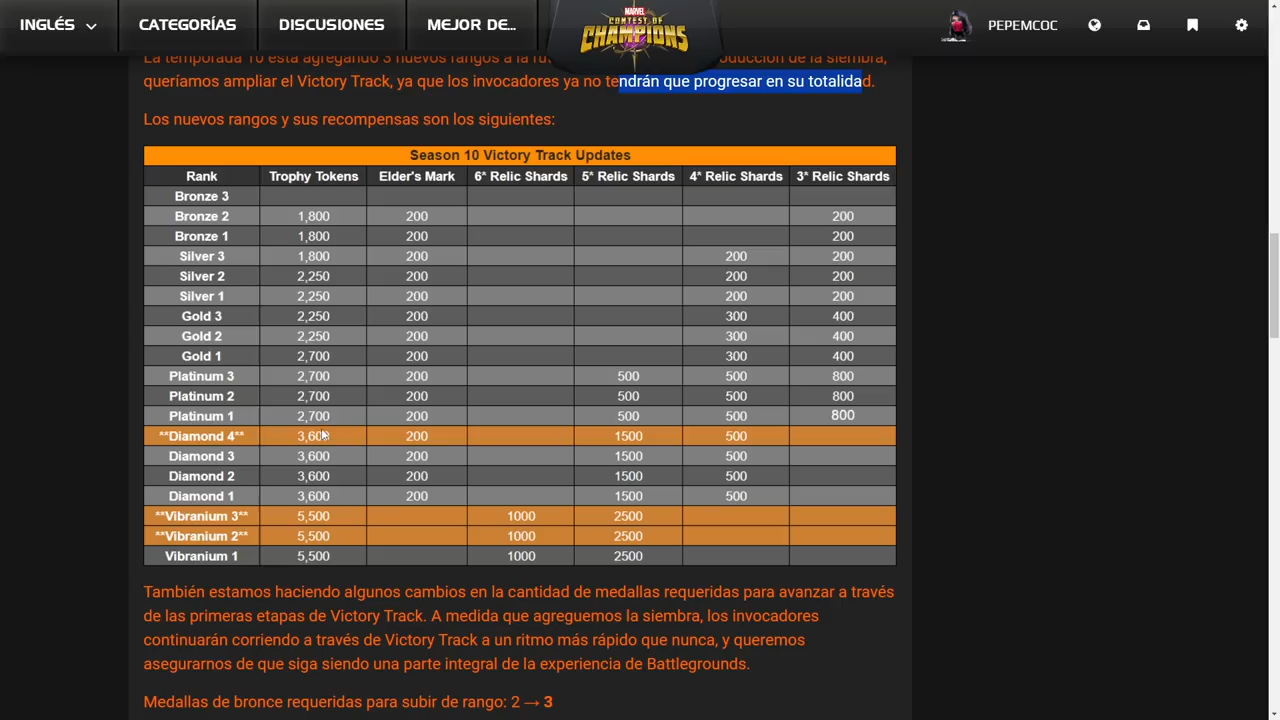 INGLÉS
CATEGORÍAS
DISCUSIONES
MEJOR DE...
MARVEL
CONTEST OF
CHAMPIONS
PEPEMCOC
La temporada 10 está agregando 3 nuevos rangos a la
queríamos ampliar el Victory Track, ya que los invocadores ya no tendrán que progresar en su totalidad.
Los nuevos rangos y sus recompensas son los siguientes:
Season 10 Victory Track Updates
Rank Trophy Tokens Elder's Mark 6* Relic Shards 5* Relic Shards 4* Relic Shards 3* Relic Shards
Bronze 3
Bronze 2 1,800 200 200
Bronze 1 1,800 200 200
Silver 3 1,800 200 200 200
Silver 2 2,250 200 200 200
Silver 1 2,250 200 200 200
Gold 3 2,250 200 300 400
Gold 2 2,250 200 300 400
Gold 1 2,700 200 300 400
Platinum 3 2,700 200 500 500 800
Platinum 2 2,700 200 500 500 800
Platinum 1 2,700 200 500 500 800
**Diamond 4** 3,600 200 1500 500
Diamond 3 3,600 200 1500 500
Diamond 2 3,600 200 1500 500
Diamond 1 3,600 200 1500 500
**Vibranium 3** 5,500 1000 2500
**Vibranium 2** 5,500 1000 2500
Vibranium 1 5,500 1000 2500
También estamos haciendo algunos cambios en la cantidad de medallas requeridas para avanzar a través
de las primeras etapas de Victory Track. A medida que agreguemos la siembra, los invocadores
continuarán corriendo a través de Victory Track a un ritmo más rápido que nunca, y queremos
asegurarnos de que siga siendo una parte integral de la experiencia de Battlegrounds.
Medallas de bronce requeridas para subir de rango: 2 → 3